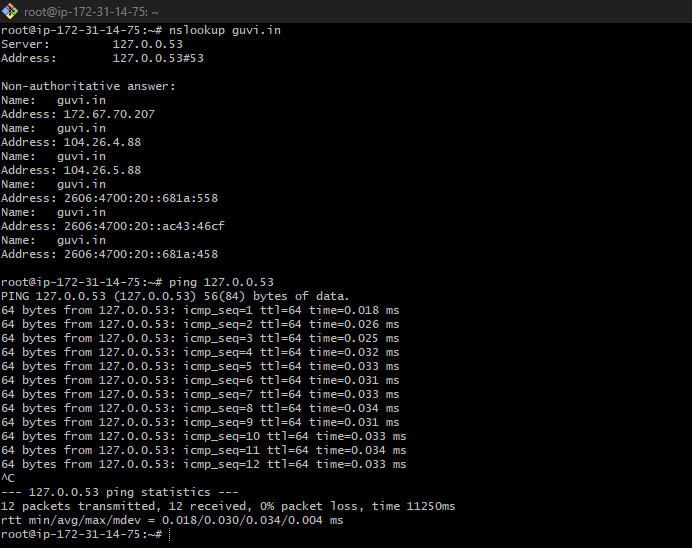 root@ip-172-31-14-75: ~
root@ip-172-31-14-75:~# nslookup guvi.in
Server:         127.0.0.53
Address:        127.0.0.53#53

Non-authoritative answer:
Name:   guvi.in
Address: 172.67.70.207
Name:   guvi.in
Address: 104.26.4.88
Name:   guvi.in
Address: 104.26.5.88
Name:   guvi.in
Address: 2606:4700:20::681a:558
Name:   guvi.in
Address: 2606:4700:20::ac43:46cf
Name:   guvi.in
Address: 2606:4700:20::681a:458

root@ip-172-31-14-75:~# ping 127.0.0.53
PING 127.0.0.53 (127.0.0.53) 56(84) bytes of data.
64 bytes from 127.0.0.53: icmp_seq=1 ttl=64 time=0.018 ms
64 bytes from 127.0.0.53: icmp_seq=2 ttl=64 time=0.026 ms
64 bytes from 127.0.0.53: icmp_seq=3 ttl=64 time=0.025 ms
64 bytes from 127.0.0.53: icmp_seq=4 ttl=64 time=0.032 ms
64 bytes from 127.0.0.53: icmp_seq=5 ttl=64 time=0.033 ms
64 bytes from 127.0.0.53: icmp_seq=6 ttl=64 time=0.031 ms
64 bytes from 127.0.0.53: icmp_seq=7 ttl=64 time=0.033 ms
64 bytes from 127.0.0.53: icmp_seq=8 ttl=64 time=0.034 ms
64 bytes from 127.0.0.53: icmp_seq=9 ttl=64 time=0.031 ms
64 bytes from 127.0.0.53: icmp_seq=10 ttl=64 time=0.033 ms
64 bytes from 127.0.0.53: icmp_seq=11 ttl=64 time=0.034 ms
64 bytes from 127.0.0.53: icmp_seq=12 ttl=64 time=0.033 ms
^C
--- 127.0.0.53 ping statistics ---
12 packets transmitted, 12 received, 0% packet loss, time 11250ms
rtt min/avg/max/mdev = 0.018/0.030/0.034/0.004 ms
root@ip-172-31-14-75:~#